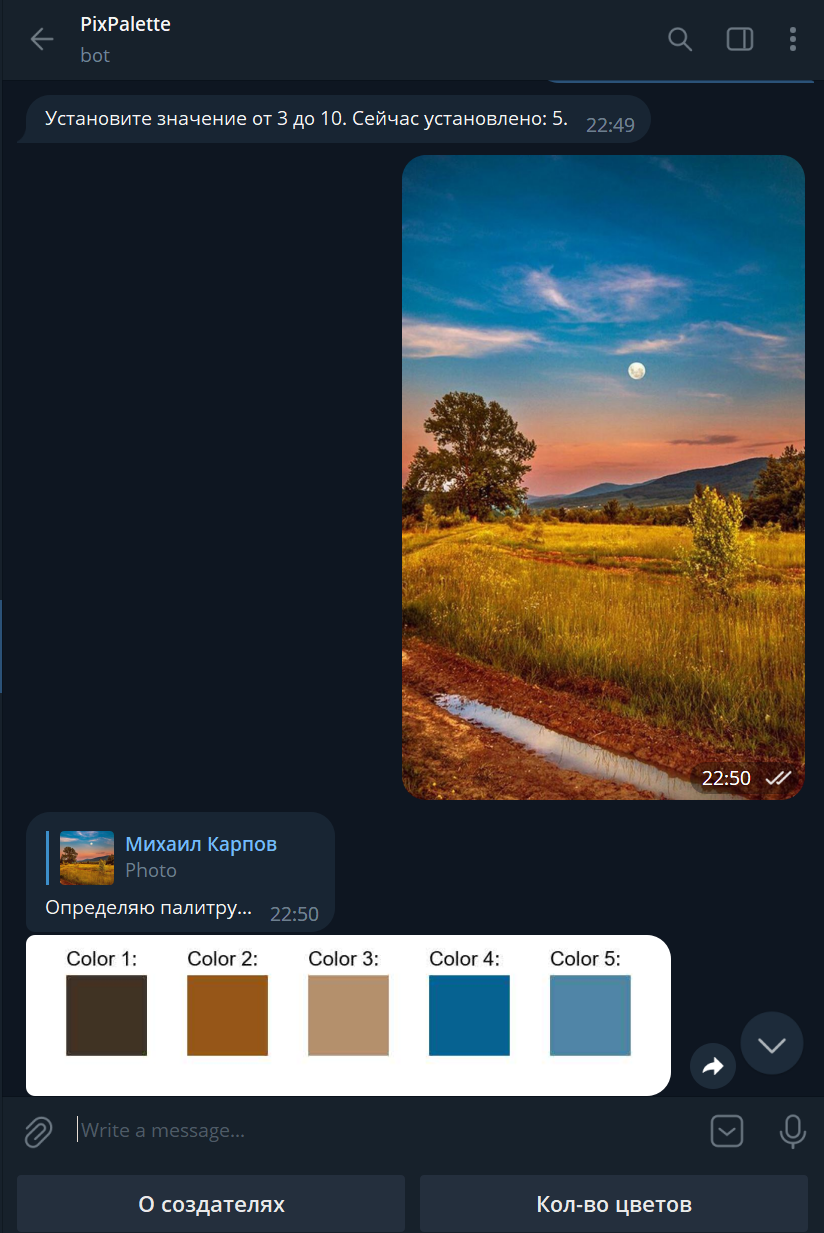 PixPalette
bot
Установите значение от 3 до 10. Сейчас установлено: 5. 22:49
22:50
Михаил Карпов
Photo
Определяю палитру... 22:50
Color 1: Color 2: Color 3: Color 4: Color 5:
Write a message...
О создателях Кол-во цветов